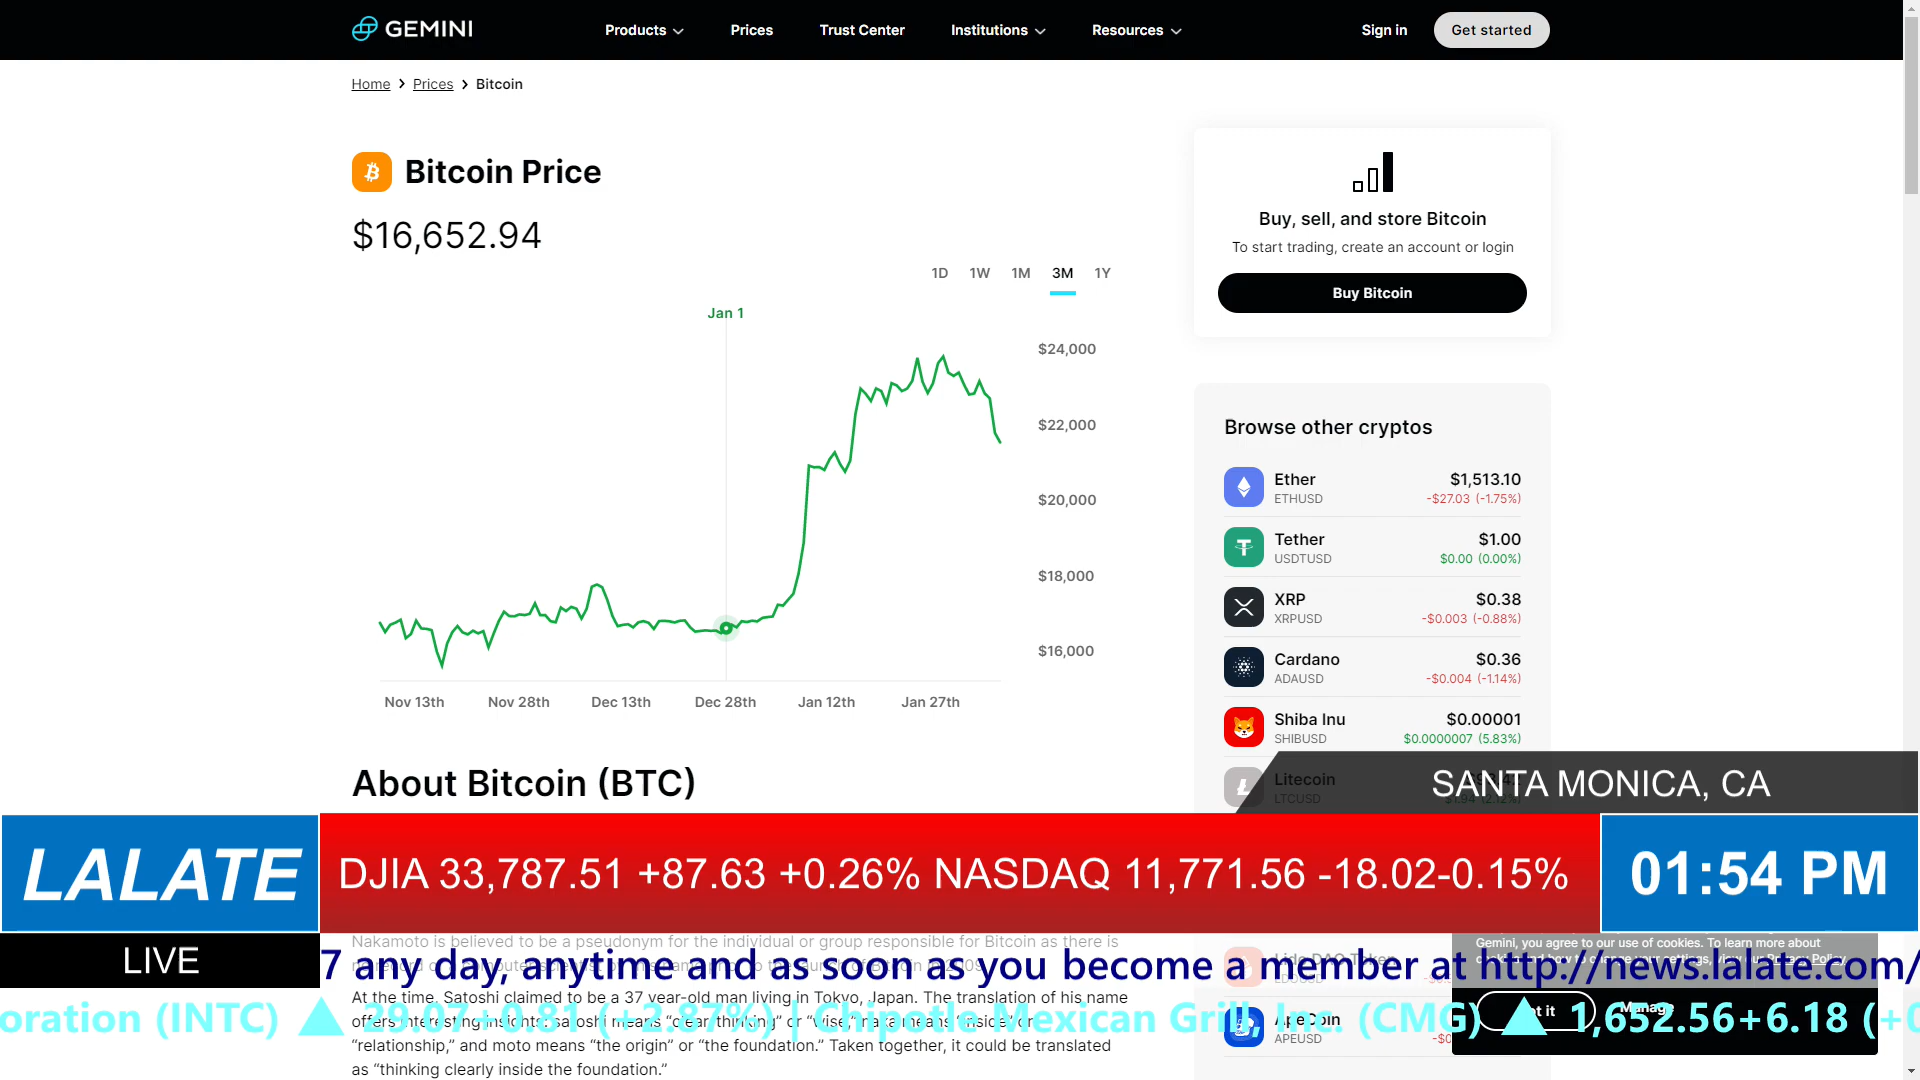 GEMINI
Products Prices Trust Center Institutions Resources Sign in Get started
Home > Prices > Bitcoin
Bitcoin Price
$16,652.94
1D 1W 1M 3M 1Y
Jan 1
$24,000
$22,000
$20,000
$18,000
$16,000
Nov 13th Nov 28th Dec 13th Dec 28th Jan 12th Jan 27th
Buy, sell, and store Bitcoin
To start trading, create an account or login
Buy Bitcoin
Browse other cryptos
Ether $1,513.10
ETHUSD -$27.03 (-1.75%)
Tether $1.00
USDTUSD $0.00 (0.00%)
XRP $0.38
XRPUSD -$0.003 (-0.88%)
Cardano $0.36
ADAUSD -$0.004 (-1.14%)
Shiba Inu $0.00001
SHIBUSD $0.0000007 (5.83%)
Litecoin
LTCUSD
About Bitcoin (BTC)
SANTA MONICA, CA
LALATE
DJIA 33,787.51 +87.63 +0.26% NASDAQ 11,771.56 -18.02-0.15%
01:54 PM
LIVE
Nakamoto is believed to be a pseudonym for the individual or group responsible for Bitcoin as there is
7 any day, anytime and as soon as you become a member at http://news.lalate.com/
Gemini, you agree to our use of cookies. To learn more about
At the time, Satoshi claimed to be a 37 year-old man living in Tokyo, Japan. The translation of his name
oration (INTC) ▲ 29.07+0.81 (+2.87%) | Chipotle Mexican Grill, Inc. (CMG) ▲ 1,652.56+6.18 (+0
Manage
ApeCoin
APEUSD
"relationship," and moto means "the origin" or "the foundation." Taken together, it could be translated
as "thinking clearly inside the foundation."